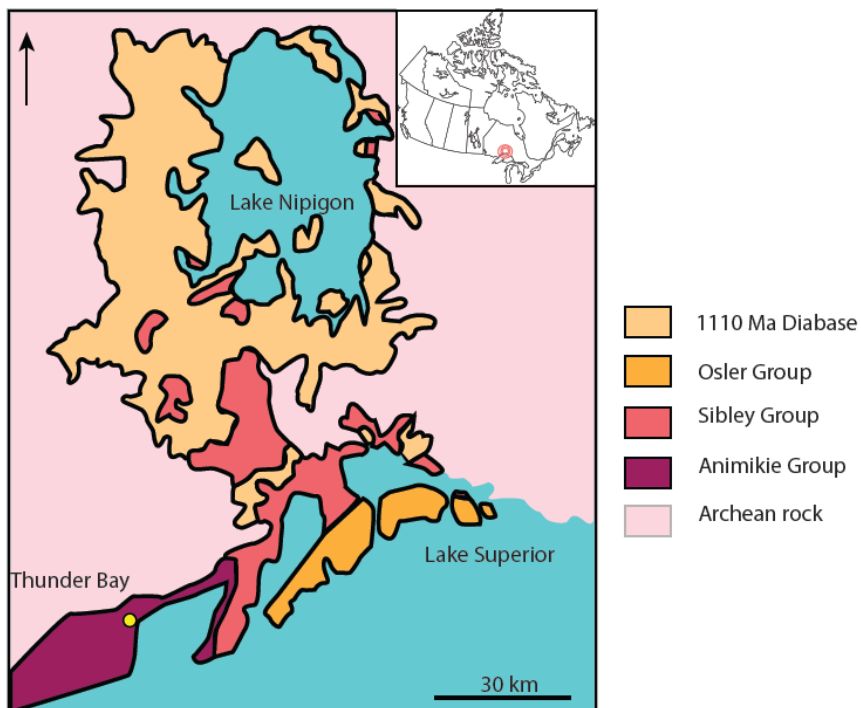 Lake Nipigon
Lake Superior
Thunder Bay
30 km
1110 Ma Diabase
Osler Group
Sibley Group
Animikie Group
Archean rock